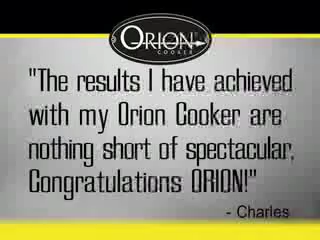 ORION
COOKER
"The results I have achieved
with my Orion Cooker are
nothing short of spectacular,
Congratulations ORION!"
- Charles